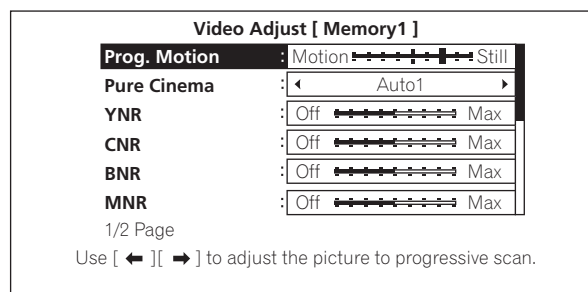 Video Adjust [ Memory1 ]
Prog. Motion : Motion Still
Pure Cinema : Auto1
YNR : Off Max
CNR : Off Max
BNR : Off Max
MNR : Off Max
1/2 Page
Use [ ← ][ → ] to adjust the picture to progressive scan.